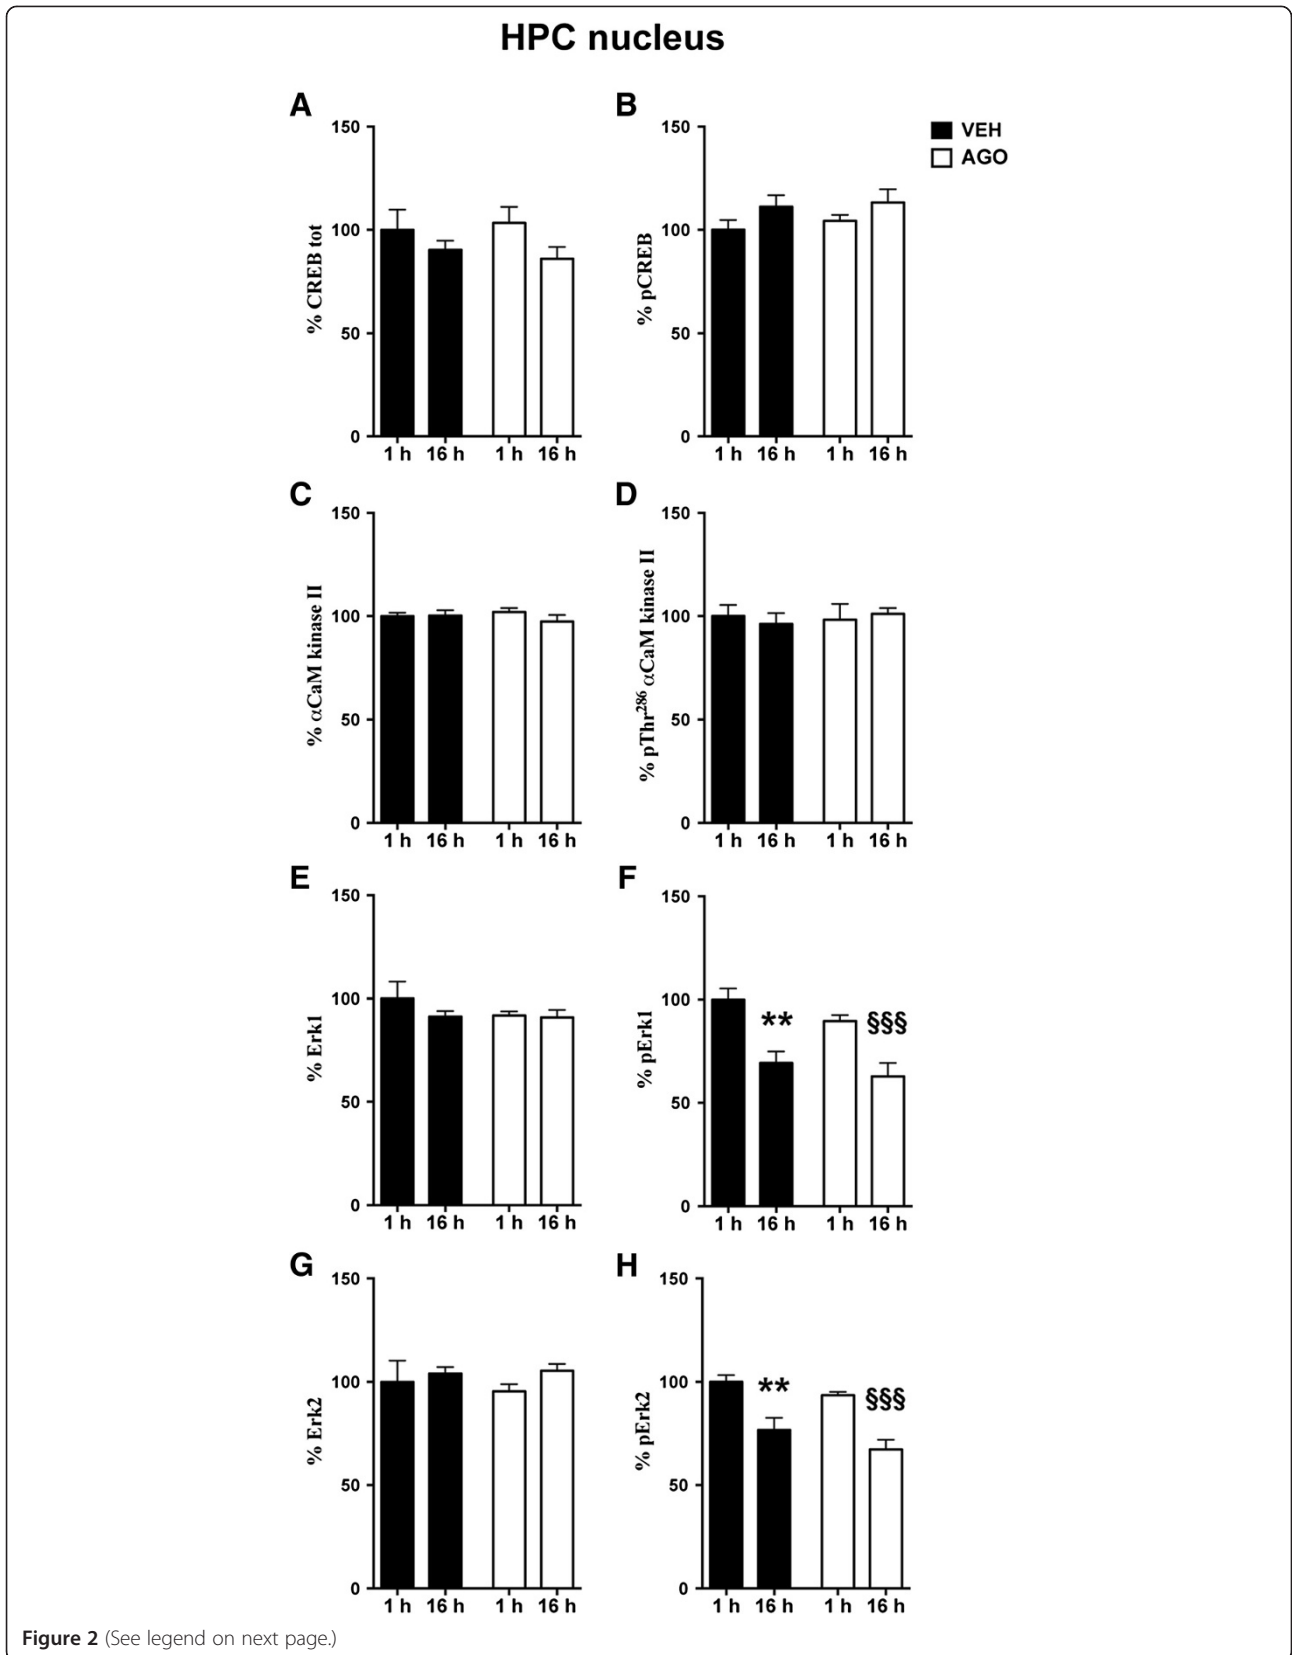 HPC nucleus
A
B
VEH
AGO
150
100
50
0
% CREB tot
1 h 16 h 1 h 16 h
150
100
50
0
% pCREB
1 h 16 h 1 h 16 h
C
D
150
100
50
0
% αCaM kinase II
1 h 16 h 1 h 16 h
150
100
50
0
% pThr²⁸⁶ αCaM kinase II
1 h 16 h 1 h 16 h
E
F
150
100
50
0
% Erk1
1 h 16 h 1 h 16 h
150
100
50
0
% pErk1
** §§§
1 h 16 h 1 h 16 h
G
H
150
100
50
0
% Erk2
1 h 16 h 1 h 16 h
150
100
50
0
% pErk2
** §§§
1 h 16 h 1 h 16 h
Figure 2 (See legend on next page.)